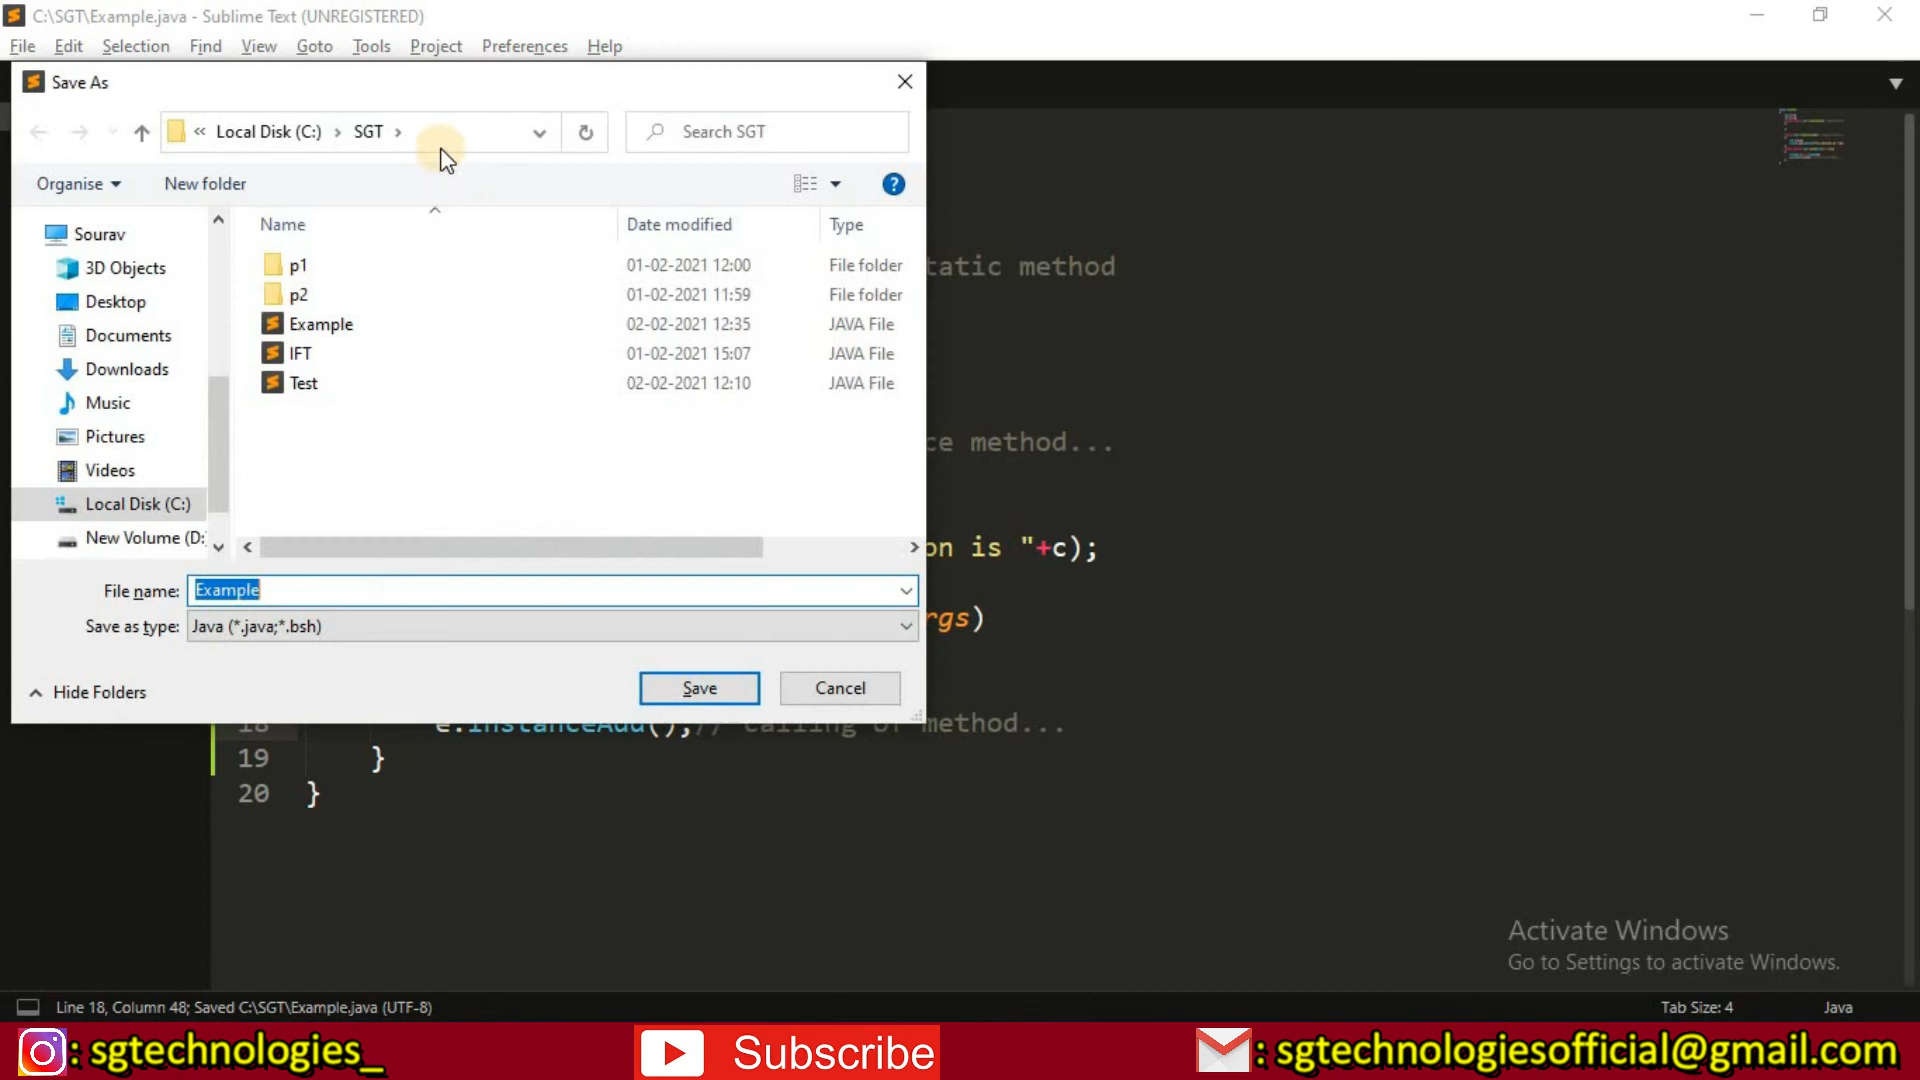 C:\SGT\Example.java - Sublime Text (UNREGISTERED)
File Edit Selection Find View Goto Tools Project Preferences Help
Save As
« Local Disk (C:) › SGT ›
Search SGT
Organise
New folder
Name Date modified Type
Sourav
3D Objects
Desktop
Documents
Downloads
Music
Pictures
Videos
Local Disk (C:)
New Volume (D:
p1 01-02-2021 12:00 File folder
p2 01-02-2021 11:59 File folder
Example 02-02-2021 12:35 JAVA File
IFT 01-02-2021 15:07 JAVA File
Test 02-02-2021 12:10 JAVA File
File name: Example
Save as type: Java (*.java;*.bsh)
Hide Folders
Save
Cancel
tatic method
ce method...
on is "+c);
rgs)
18 e.instanceAdd();// calling of method...
19 }
20 }
Activate Windows
Go to Settings to activate Windows.
Line 18, Column 48; Saved C:\SGT\Example.java (UTF-8)
Tab Size: 4
Java
: sgtechnologies_
Subscribe
: sgtechnologiesofficial@gmail.com